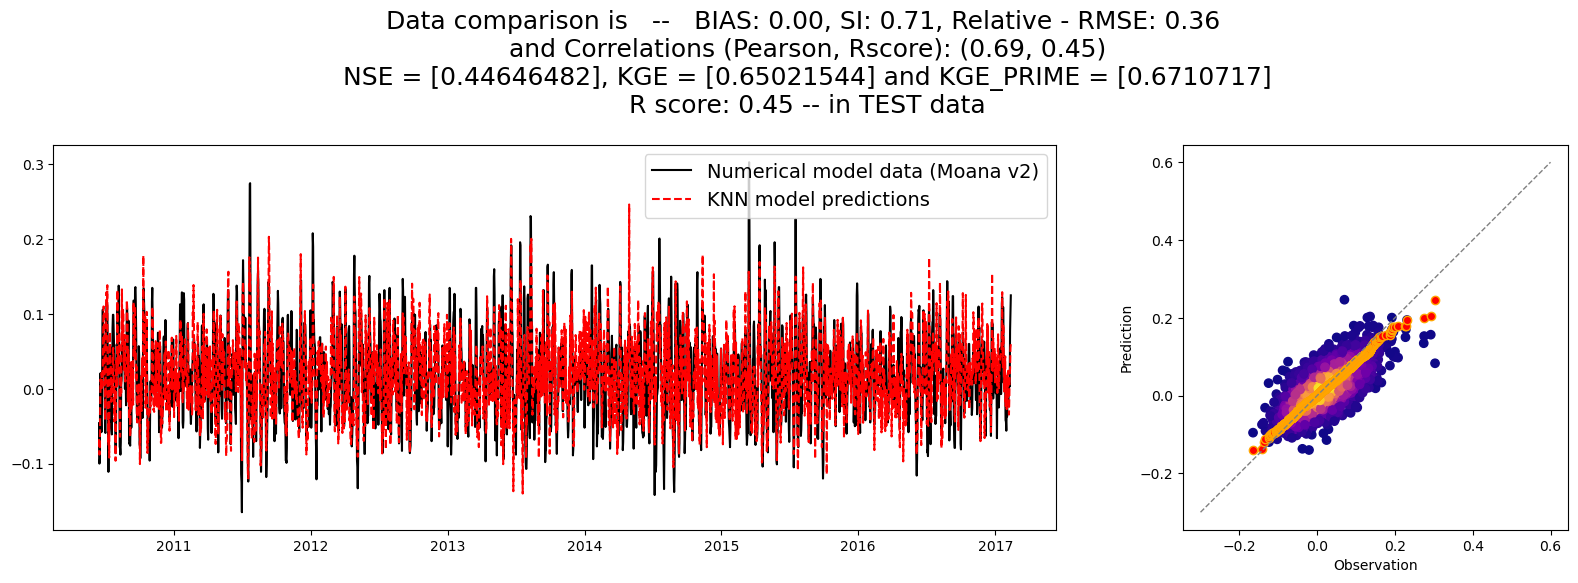 Data comparison is   --   BIAS: 0.00, SI: 0.71, Relative - RMSE: 0.36
and Correlations (Pearson, Rscore): (0.69, 0.45)
NSE = [0.44646482], KGE = [0.65021544] and KGE_PRIME = [0.6710717]
R score: 0.45 -- in TEST data
Numerical model data (Moana v2)
KNN model predictions
0.3
0.2
0.1
0.0
−0.1
2011
2012
2013
2014
2015
2016
2017
Prediction
0.6
0.4
0.2
0.0
−0.2
−0.2
0.0
0.2
0.4
0.6
Observation